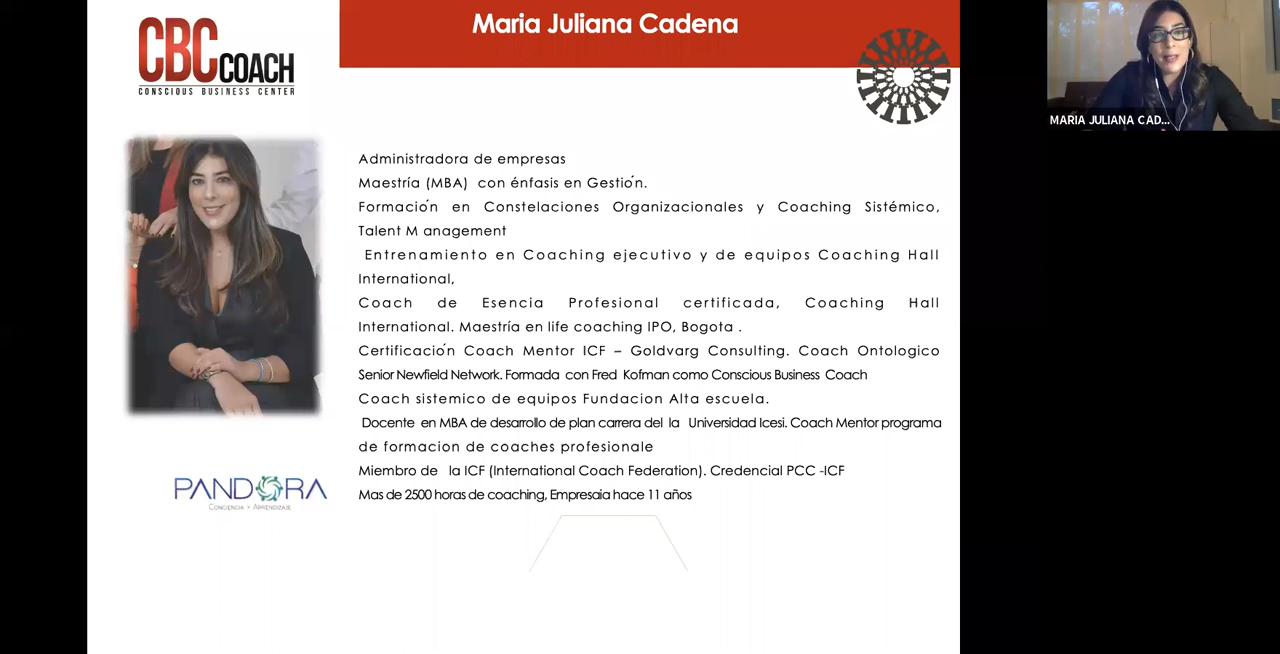 Maria Juliana Cadena
CBC COACH
CONSCIOUS BUSINESS CENTER
MARIA JULIANA CAD...
Administradora de empresas
Maestría (MBA) con énfasis en Gestión.
Formación en Constelaciones Organizacionales y Coaching Sistémico,
Talent M anagement
Entrenamiento en Coaching ejecutivo y de equipos Coaching Hall
International,
Coach de Esencia Profesional certificada, Coaching Hall
International. Maestría en life coaching IPO, Bogota .
Certificación Coach Mentor ICF – Goldvarg Consulting. Coach Ontologico
Senior Newfield Network. Formada con Fred Kofman como Conscious Business Coach
Coach sistemico de equipos Fundacion Alta escuela.
Docente en MBA de desarrollo de plan carrera del la Universidad Icesi. Coach Mentor programa
de formacion de coaches profesionale
Miembro de la ICF (International Coach Federation). Credencial PCC -ICF
Mas de 2500 horas de coaching, Empresaia hace 11 años
PANDORA
CONCIENCIA + APRENDIZAJE